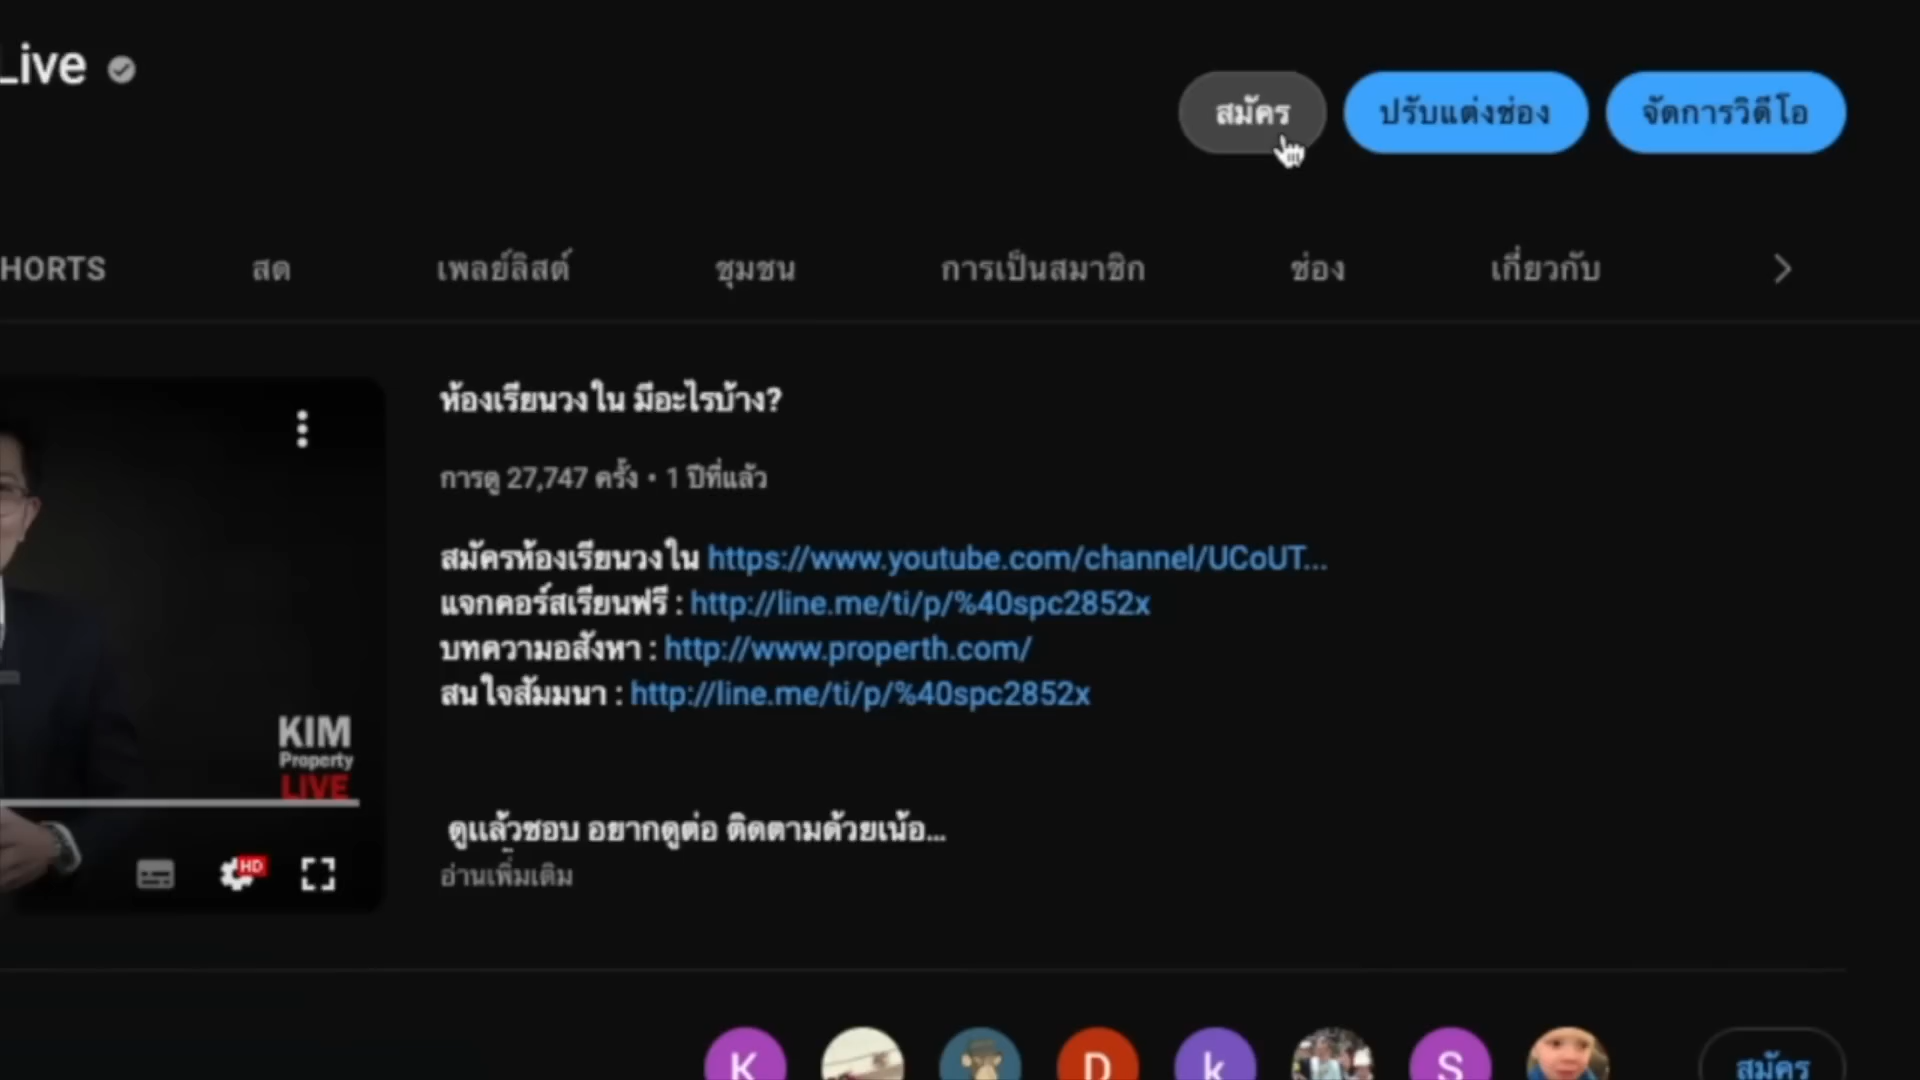 Live
สมัคร
ปรับแต่งช่อง
จัดการวิดีโอ
HORTS
สด
เพลย์ลิสต์
ชุมชน
การเป็นสมาชิก
ช่อง
เกี่ยวกับ
ห้องเรียนวงใน มีอะไรบ้าง?
การดู 27,747 ครั้ง • 1 ปีที่แล้ว
สมัครห้องเรียนวงใน https://www.youtube.com/channel/UCoUT...
แจกคอร์สเรียนฟรี : http://line.me/ti/p/%40spc2852x
บทความอสังหา : http://www.properth.com/
สนใจสัมมนา : http://line.me/ti/p/%40spc2852x
KIM
Property
LIVE
HD
ดูแล้วชอบ อยากดูต่อ ติดตามด้วยเน้อ...
อ่านเพิ่มเติม
K
D
k
S
สมัคร